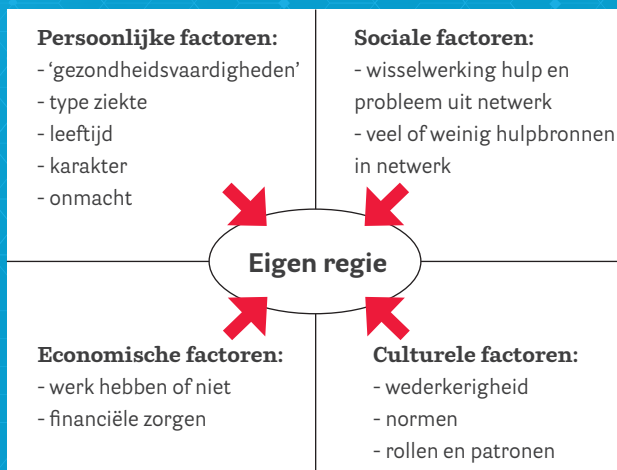 Persoonlijke factoren:
- ‘gezondheidsvaardigheden’
- type ziekte
- leeftijd
- karakter
- onmacht
Sociale factoren:
- wisselwerking hulp en
probleem uit netwerk
- veel of weinig hulpbronnen
in netwerk
Eigen regie
Economische factoren:
- werk hebben of niet
- financiële zorgen
Culturele factoren:
- wederkerigheid
- normen
- rollen en patronen